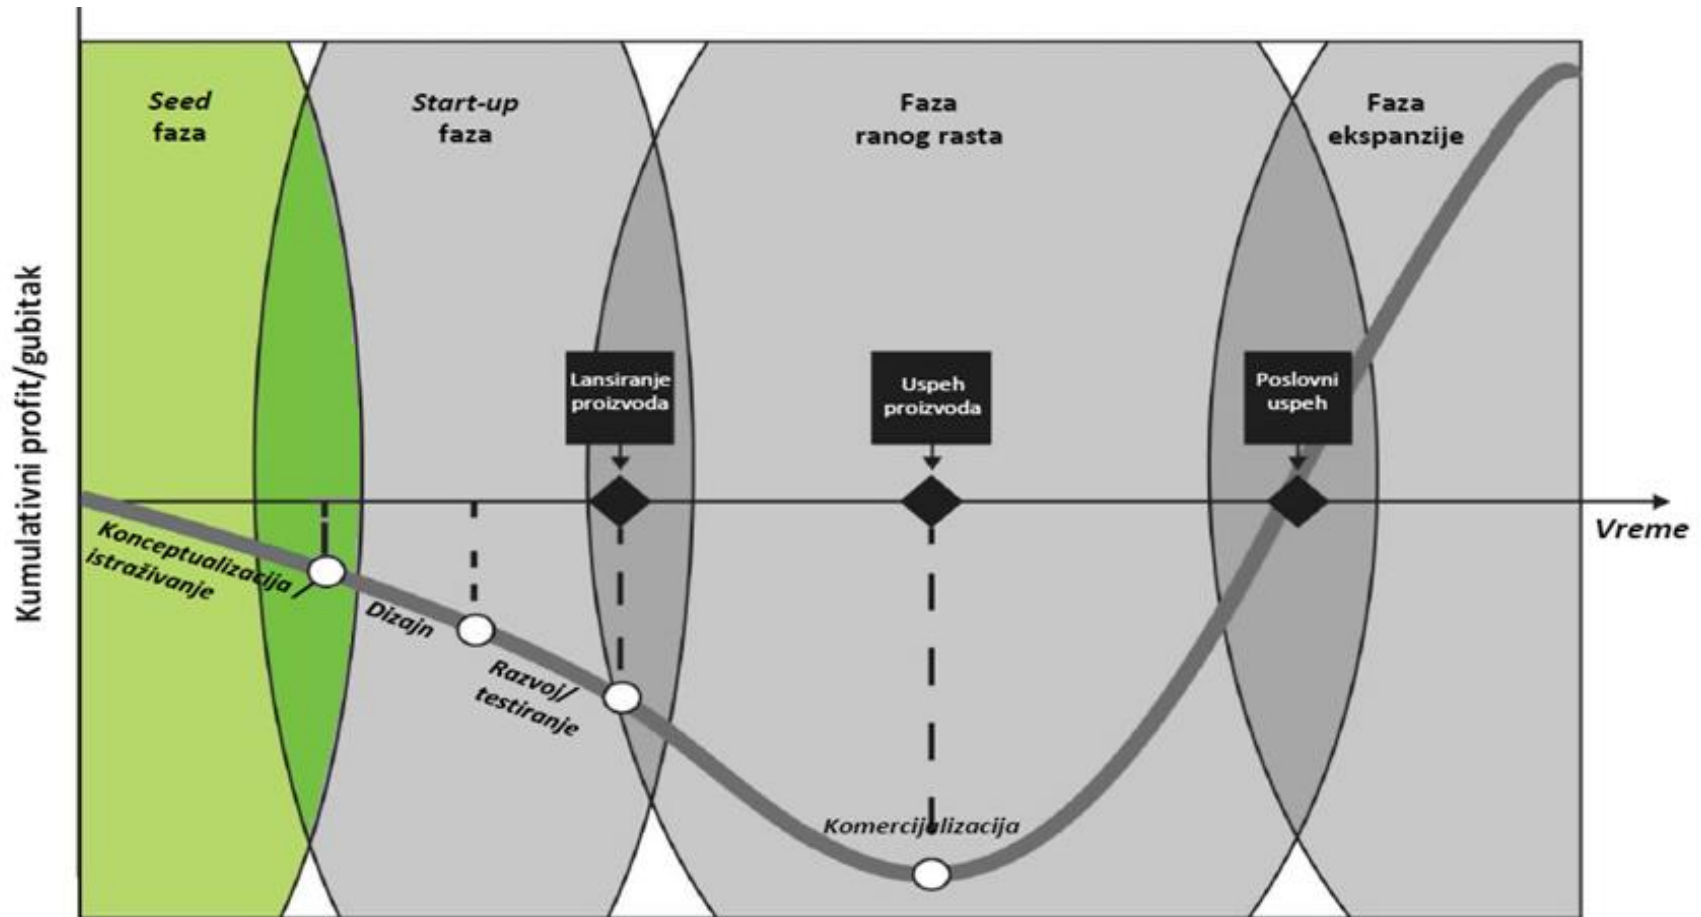 Seed
faza
Start-up
faza
Faza
ranog rasta
Faza
ekspanzije
Kumulativni profit/gubitak
Lansiranje
proizvoda
Uspeh
proizvoda
Poslovni
uspeh
Vreme
Konceptualizacija/
istraživanje
Dizajn
Razvoj/
testiranje
Komercijalizacija